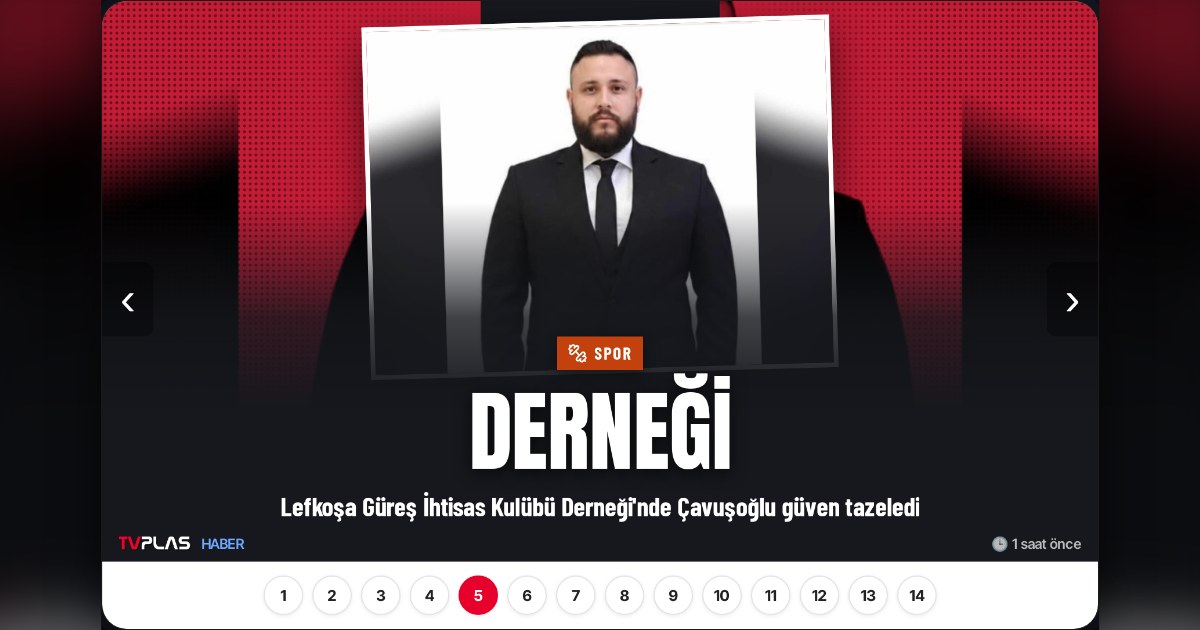 SPOR
DERNEĞİ
Lefkoşa Güreş İhtisas Kulübü Derneği'nde Çavuşoğlu güven tazeledi
TVPLAS HABER
1 saat önce
1 2 3 4 5 6 7 8 9 10 11 12 13 14